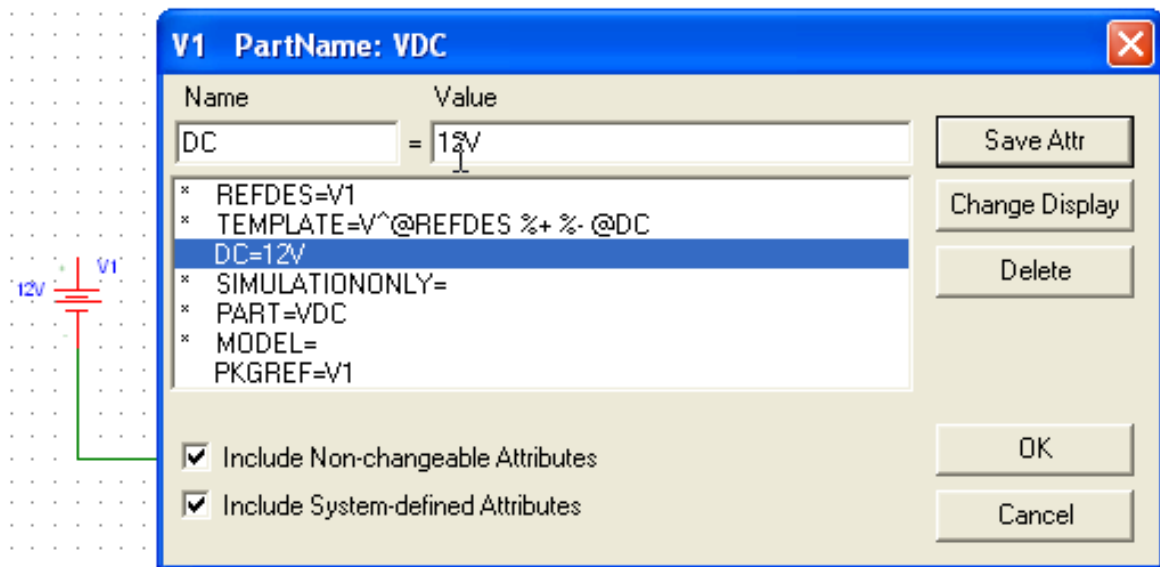 V1 PartName: VDC
Name Value
DC = 12V
Save Attr
* REFDES=V1
* TEMPLATE=V^@REFDES %+ %- @DC
DC=12V
* SIMULATIONONLY=
* PART=VDC
* MODEL=
PKGREF=V1
Change Display
Delete
V1
12V
Include Non-changeable Attributes
Include System-defined Attributes
OK
Cancel